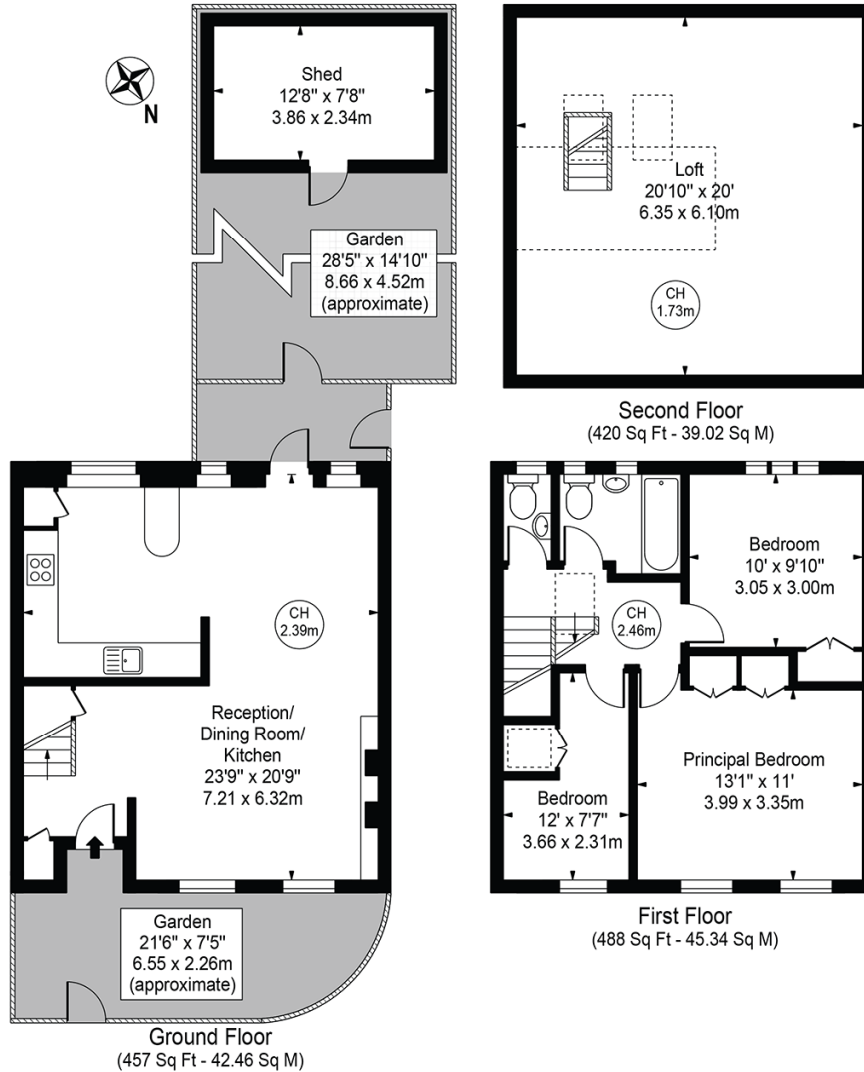 N
Shed
12'8" x 7'8"
3.86 x 2.34m
Garden
28'5" x 14'10"
8.66 x 4.52m
(approximate)
Loft
20'10" x 20'
6.35 x 6.10m
CH
1.73m
Second Floor
(420 Sq Ft - 39.02 Sq M)
CH
2.39m
Reception/
Dining Room/
Kitchen
23'9" x 20'9"
7.21 x 6.32m
Garden
21'6" x 7'5"
6.55 x 2.26m
(approximate)
Ground Floor
(457 Sq Ft - 42.46 Sq M)
Bedroom
10' x 9'10"
3.05 x 3.00m
CH
2.46m
Principal Bedroom
13'1" x 11'
3.99 x 3.35m
Bedroom
12' x 7'7"
3.66 x 2.31m
First Floor
(488 Sq Ft - 45.34 Sq M)